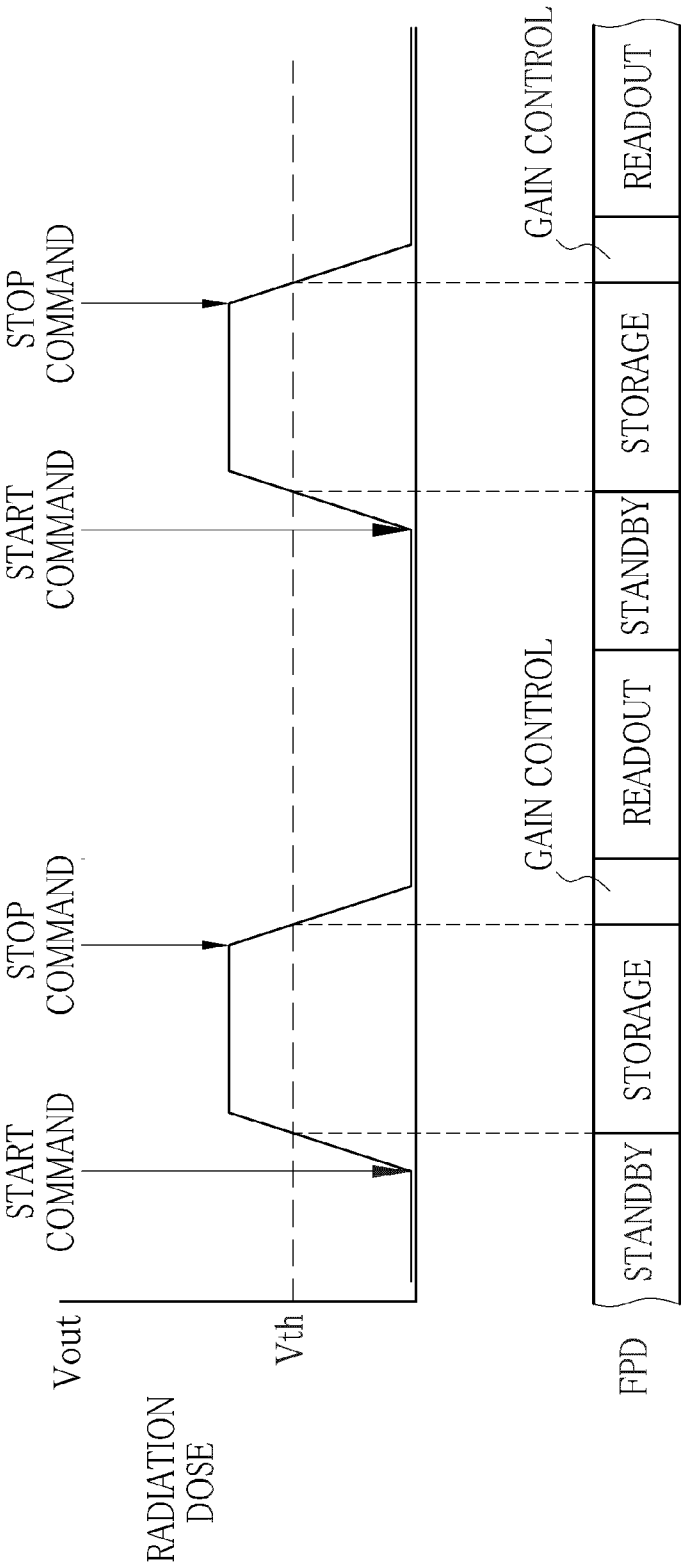 START
COMMAND
STOP
COMMAND
START
COMMAND
STOP
COMMAND
Vout
RADIATION
DOSE
Vth
GAIN CONTROL
GAIN CONTROL
FPD
STANDBY
STORAGE
READOUT
STANDBY
STORAGE
READOUT